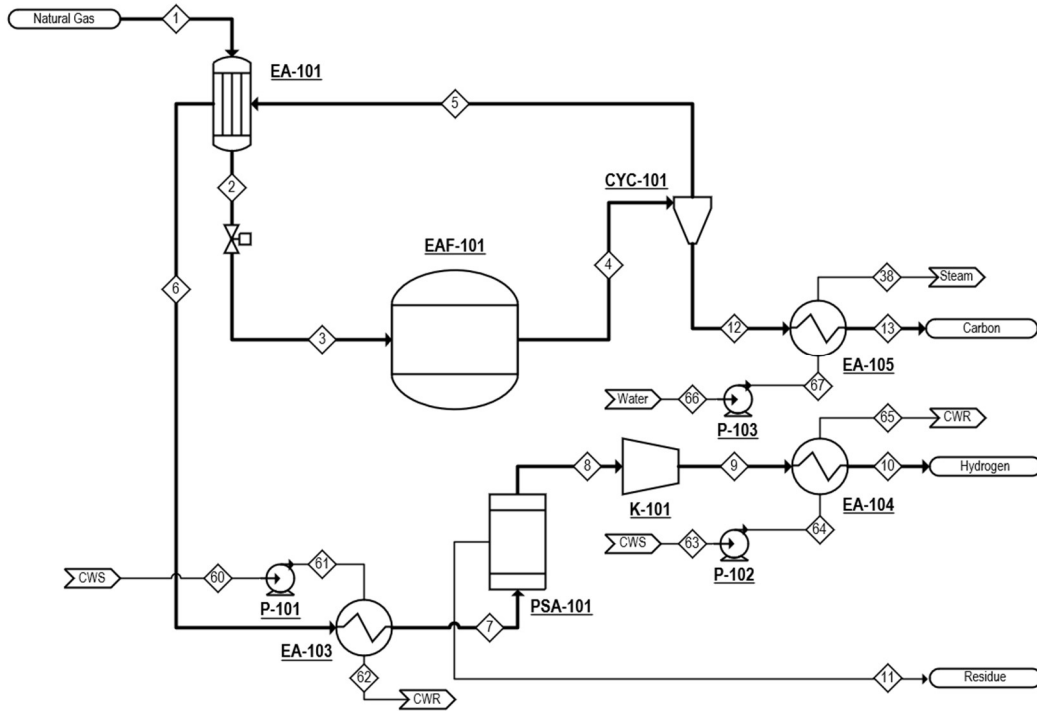 Natural Gas
1
EA-101
5
2
CYC-101
EAF-101
4
38
Steam
6
3
12
13
Carbon
EA-105
67
Water
66
P-103
65
CWR
8
9
10
Hydrogen
K-101
EA-104
64
CWS
63
P-102
61
CWS
60
P-101
PSA-101
7
EA-103
62
CWR
11
Residue